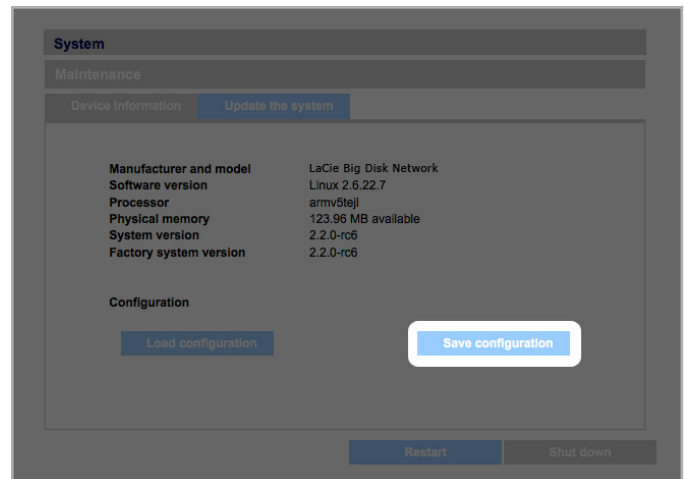 System
Maintenance
Device Information Update the system
Manufacturer and model LaCie Big Disk Network
Software version Linux 2.6.22.7
Processor armv5tejl
Physical memory 123.96 MB available
System version 2.2.0-rc6
Factory system version 2.2.0-rc6
Configuration
Load configuration Save configuration
Restart Shut down